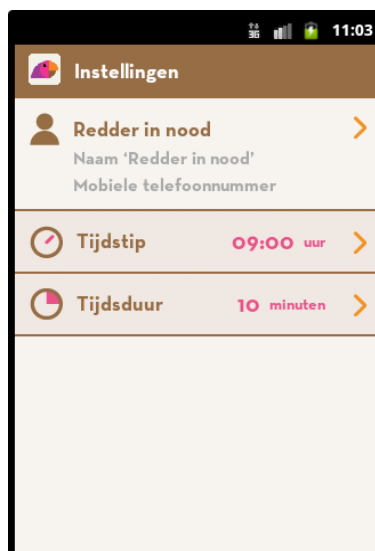 3G 11:03
Instellingen
Redder in nood
Naam ‘Redder in nood’
Mobiele telefoonnummer
Tijdstip 09:00 uur
Tijdsduur 10 minuten